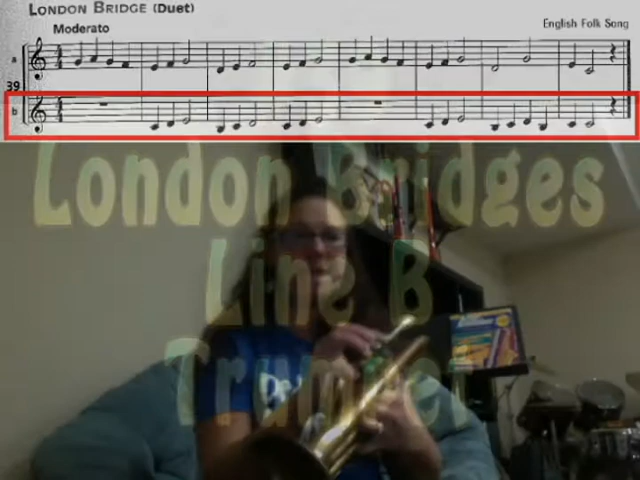 LONDON BRIDGE (Duet)
Moderato
English Folk Song
A
39
B
London Bridges
Line B
Trumpet